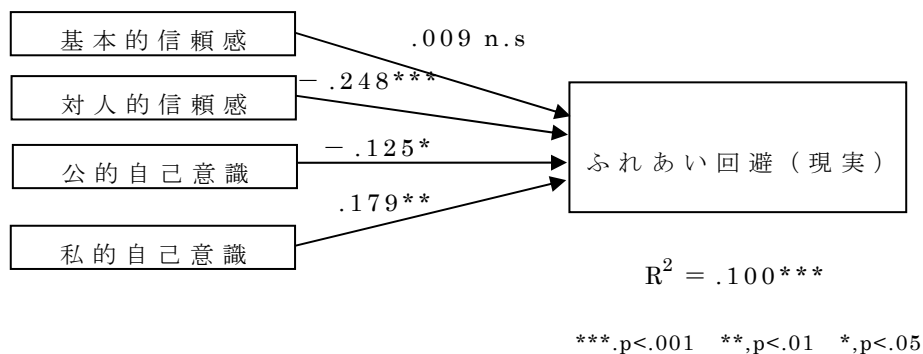 基本的信頼感
.009 n.s
対人的信頼感
－.248***
公的自己意識
－.125*
私的自己意識
.179**
ふれあい回避（現実）
R² = .100***
***.p<.001 **,p<.01 *,p<.05